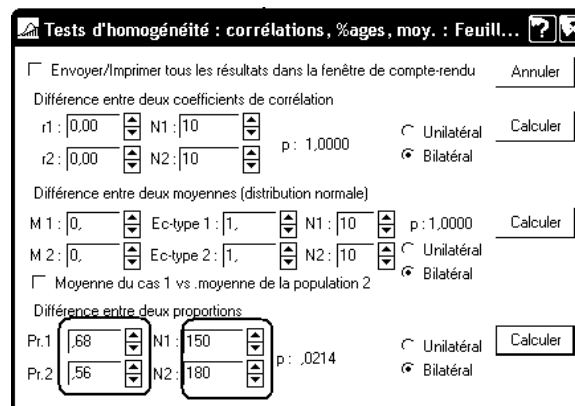 Tests d'homogénéité : corrélations, %ages, moy. : Feuill...
Envoyer/Imprimer tous les résultats dans la fenêtre de compte-rendu Annuler
Différence entre deux coefficients de corrélation
r1 : 0,00 N1 : 10 p : 1,0000 Unilatéral Calculer
r2 : 0,00 N2 : 10 Bilatéral
Différence entre deux moyennes (distribution normale)
M 1 : 0, Ec-type 1 : 1, N1 : 10 p : 1,0000 Calculer
M 2 : 0, Ec-type 2 : 1, N2 : 10 Unilatéral
Bilatéral
Moyenne du cas 1 vs .moyenne de la population 2
Différence entre deux proportions
Pr.1 ,68 N1 : 150 p : ,0214 Unilatéral Calculer
Pr.2 ,56 N2 : 180 Bilatéral